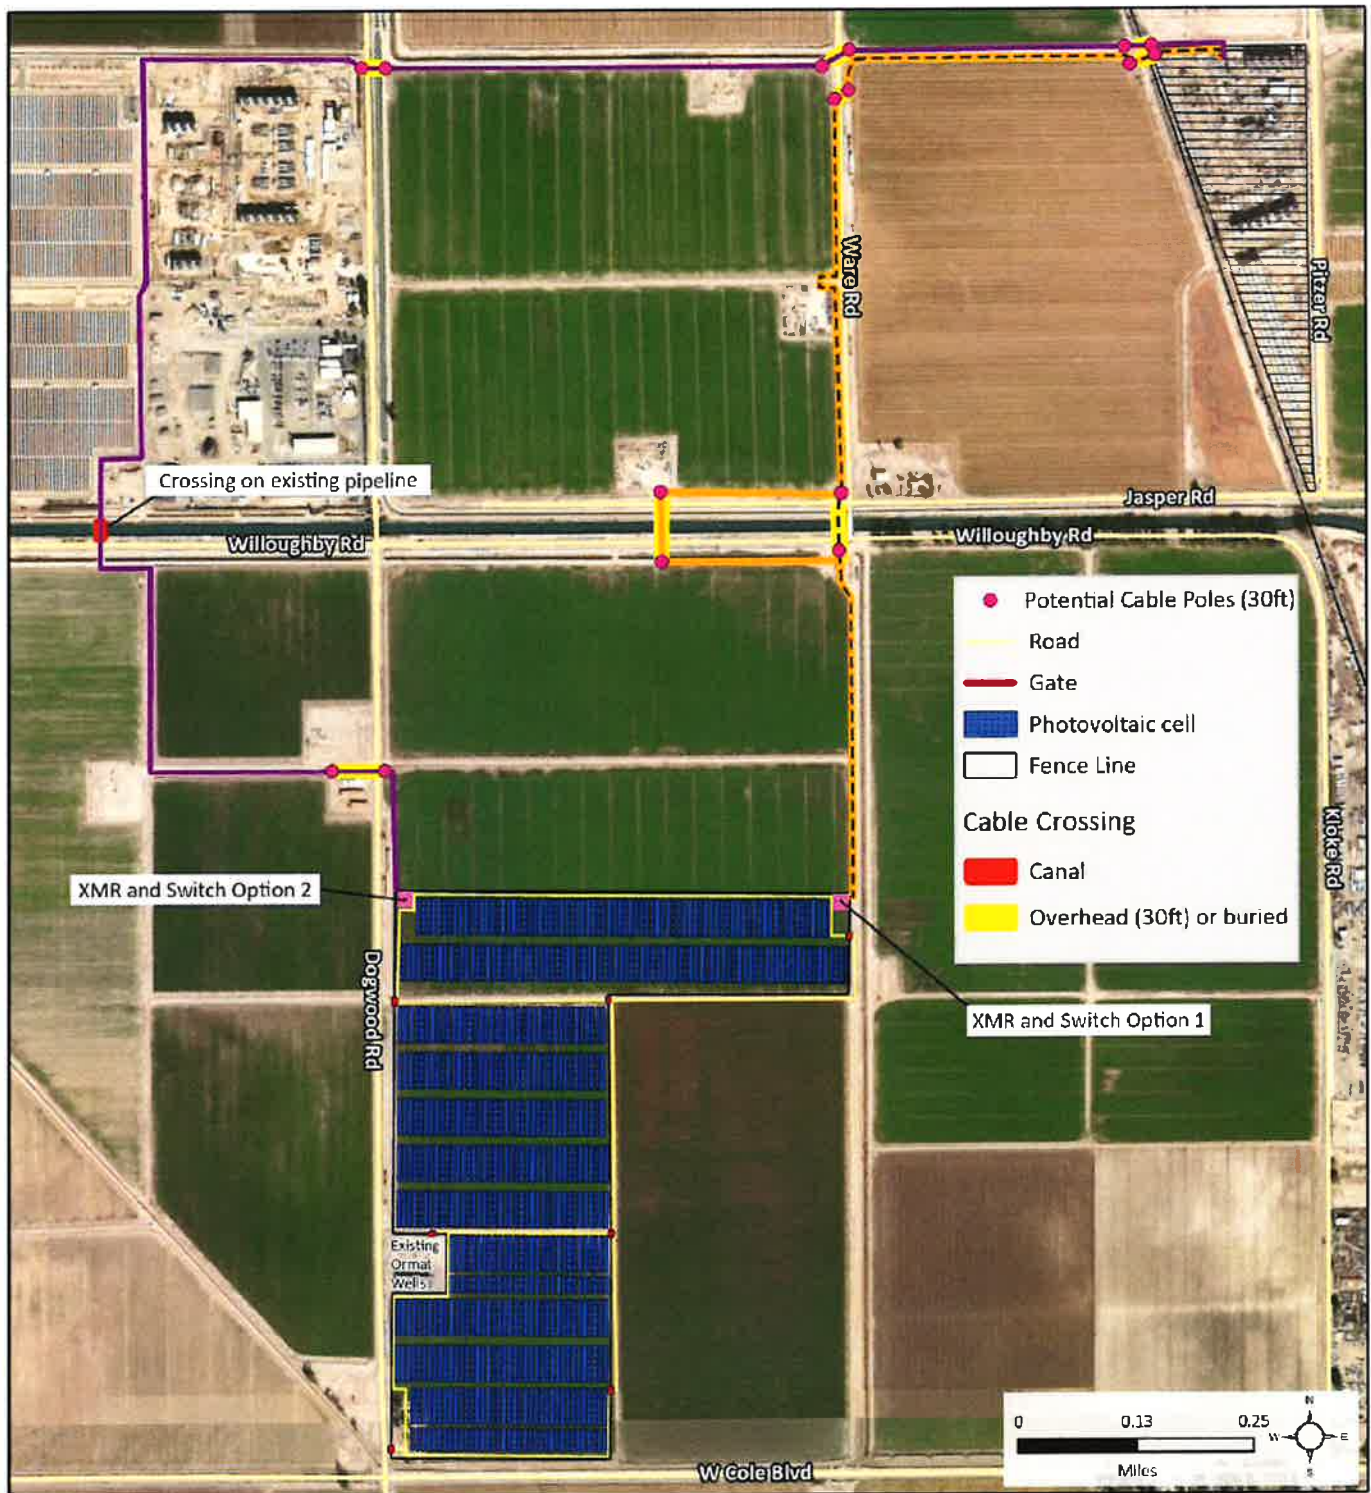 Ware Rd
Pitzer Rd
Crossing on existing pipeline
Jasper Rd
Willoughby Rd
Willoughby Rd
Potential Cable Poles (30ft)
Road
Gate
Photovoltaic cell
Fence Line
Cable Crossing
Canal
Overhead (30ft) or buried
Kloke Rd
XMR and Switch Option 2
Dogwood Rd
XMR and Switch Option 1
Existing
Ormat
Wells
0 0.13 0.25
Miles
N
W E
S
W Cole Blvd